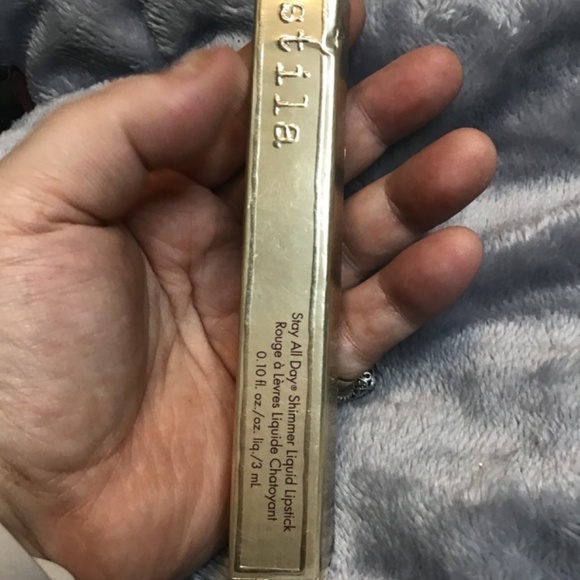 stila
Stay All Day® Shimmer Liquid Lipstick
Rouge à Lèvres Liquide Chatoyant
0.10 fl. oz./oz. liq./3 mL